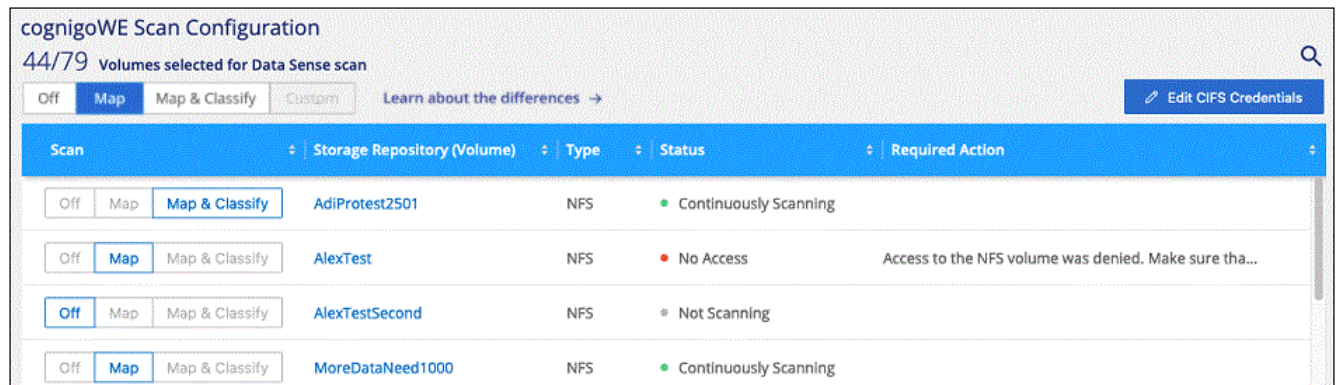 cognigoWE Scan Configuration
44/79 Volumes selected for Data Sense scan
Off Map Map & Classify Custom Learn about the differences → Edit CIFS Credentials
Scan Storage Repository (Volume) Type Status Required Action
Off Map Map & Classify AdiProtest2501 NFS Continuously Scanning
Off Map Map & Classify AlexTest NFS No Access Access to the NFS volume was denied. Make sure tha...
Off Map Map & Classify AlexTestSecond NFS Not Scanning
Off Map Map & Classify MoreDataNeed1000 NFS Continuously Scanning